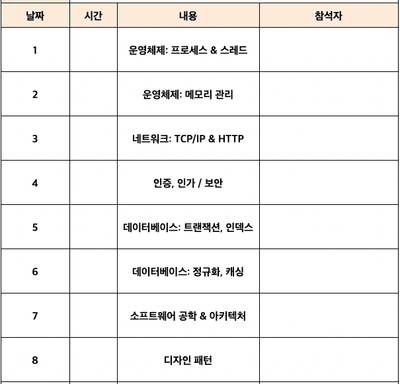 날짜 시간 내용 참석자
1 운영체제: 프로세스 & 스레드
2 운영체제: 메모리 관리
3 네트워크: TCP/IP & HTTP
4 인증, 인가 / 보안
5 데이터베이스: 트랜잭션, 인덱스
6 데이터베이스: 정규화, 캐싱
7 소프트웨어 공학 & 아키텍처
8 디자인 패턴